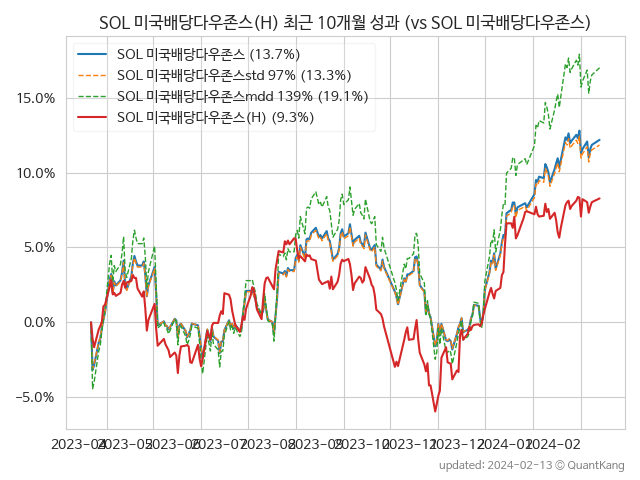 SOL 미국배당다우존스(H) 최근 10개월 성과 (vs SOL 미국배당다우존스)
SOL 미국배당다우존스 (13.7%)
SOL 미국배당다우존스std 97% (13.3%)
SOL 미국배당다우존스mdd 139% (19.1%)
SOL 미국배당다우존스(H) (9.3%)
15.0%
10.0%
5.0%
0.0%
−5.0%
2023-04 2023-05 2023-06 2023-07 2023-08 2023-09 2023-10 2023-11 2023-12 2024-01 2024-02
updated: 2024-02-13 ⓒ QuantKang